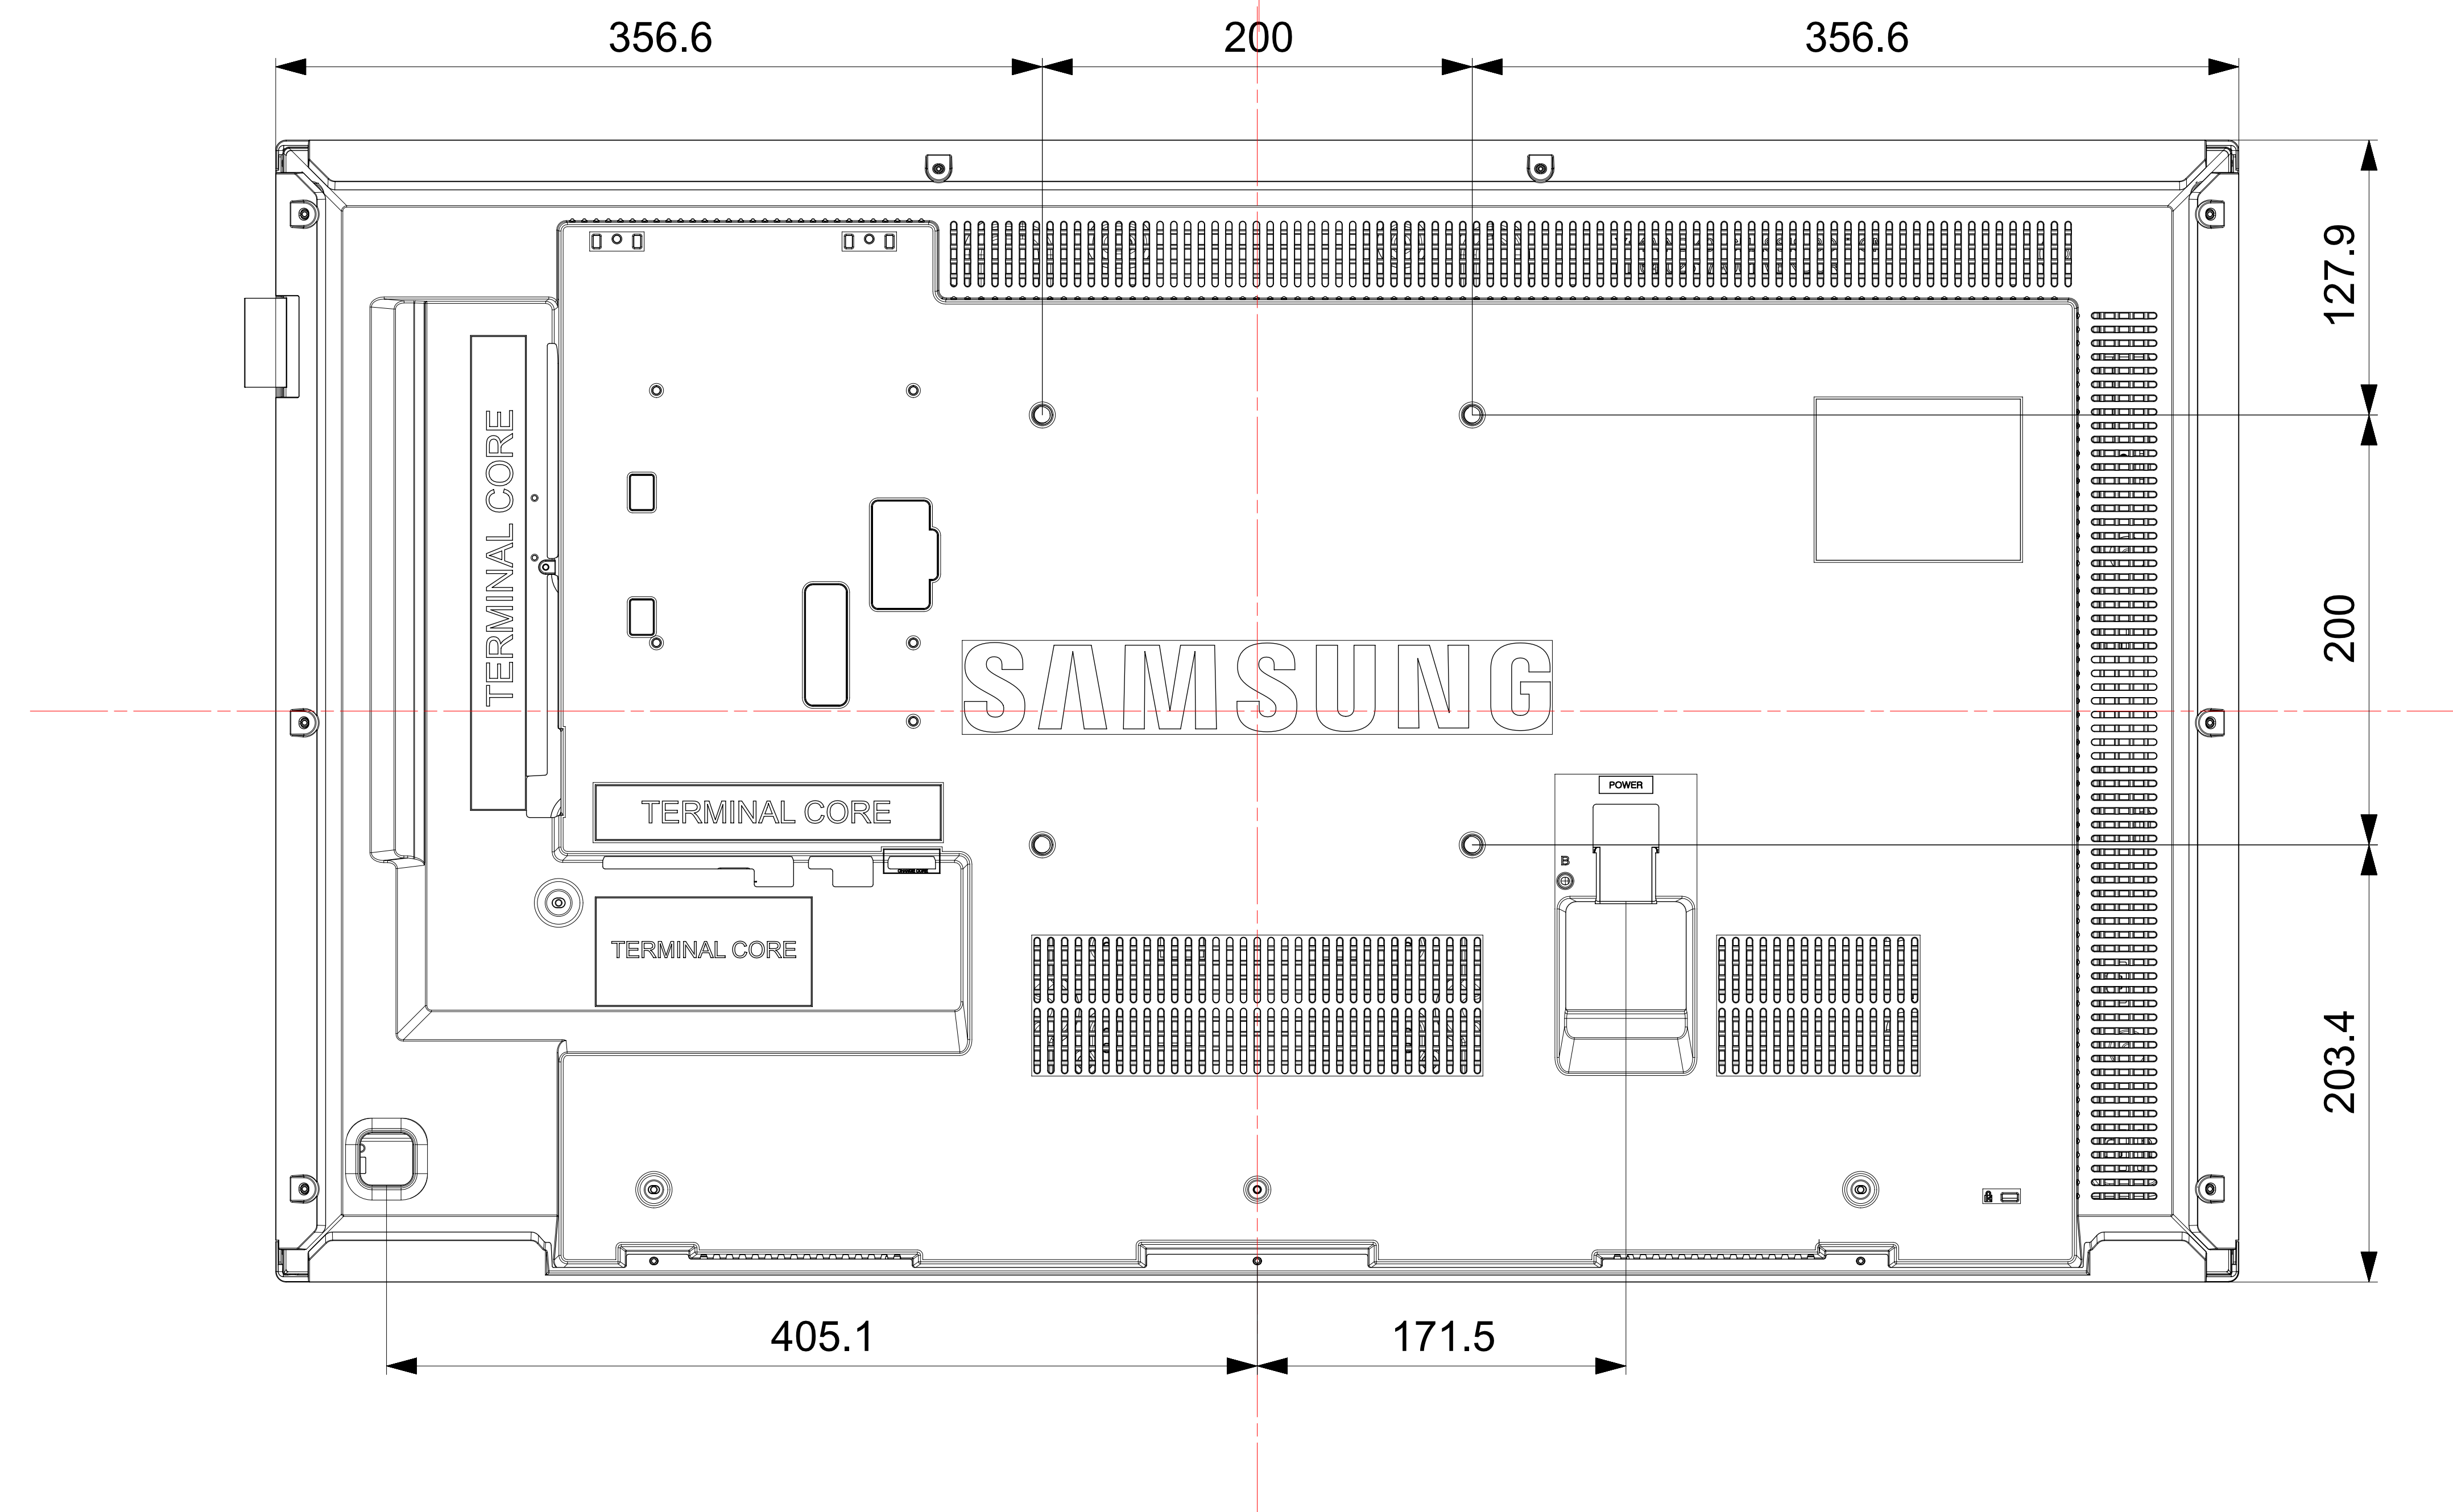 356.6
200
356.6
127.9
TERMINAL CORE
200
SAMSUNG
POWER
TERMINAL CORE
B
TERMINAL CORE
203.4
405.1
171.5